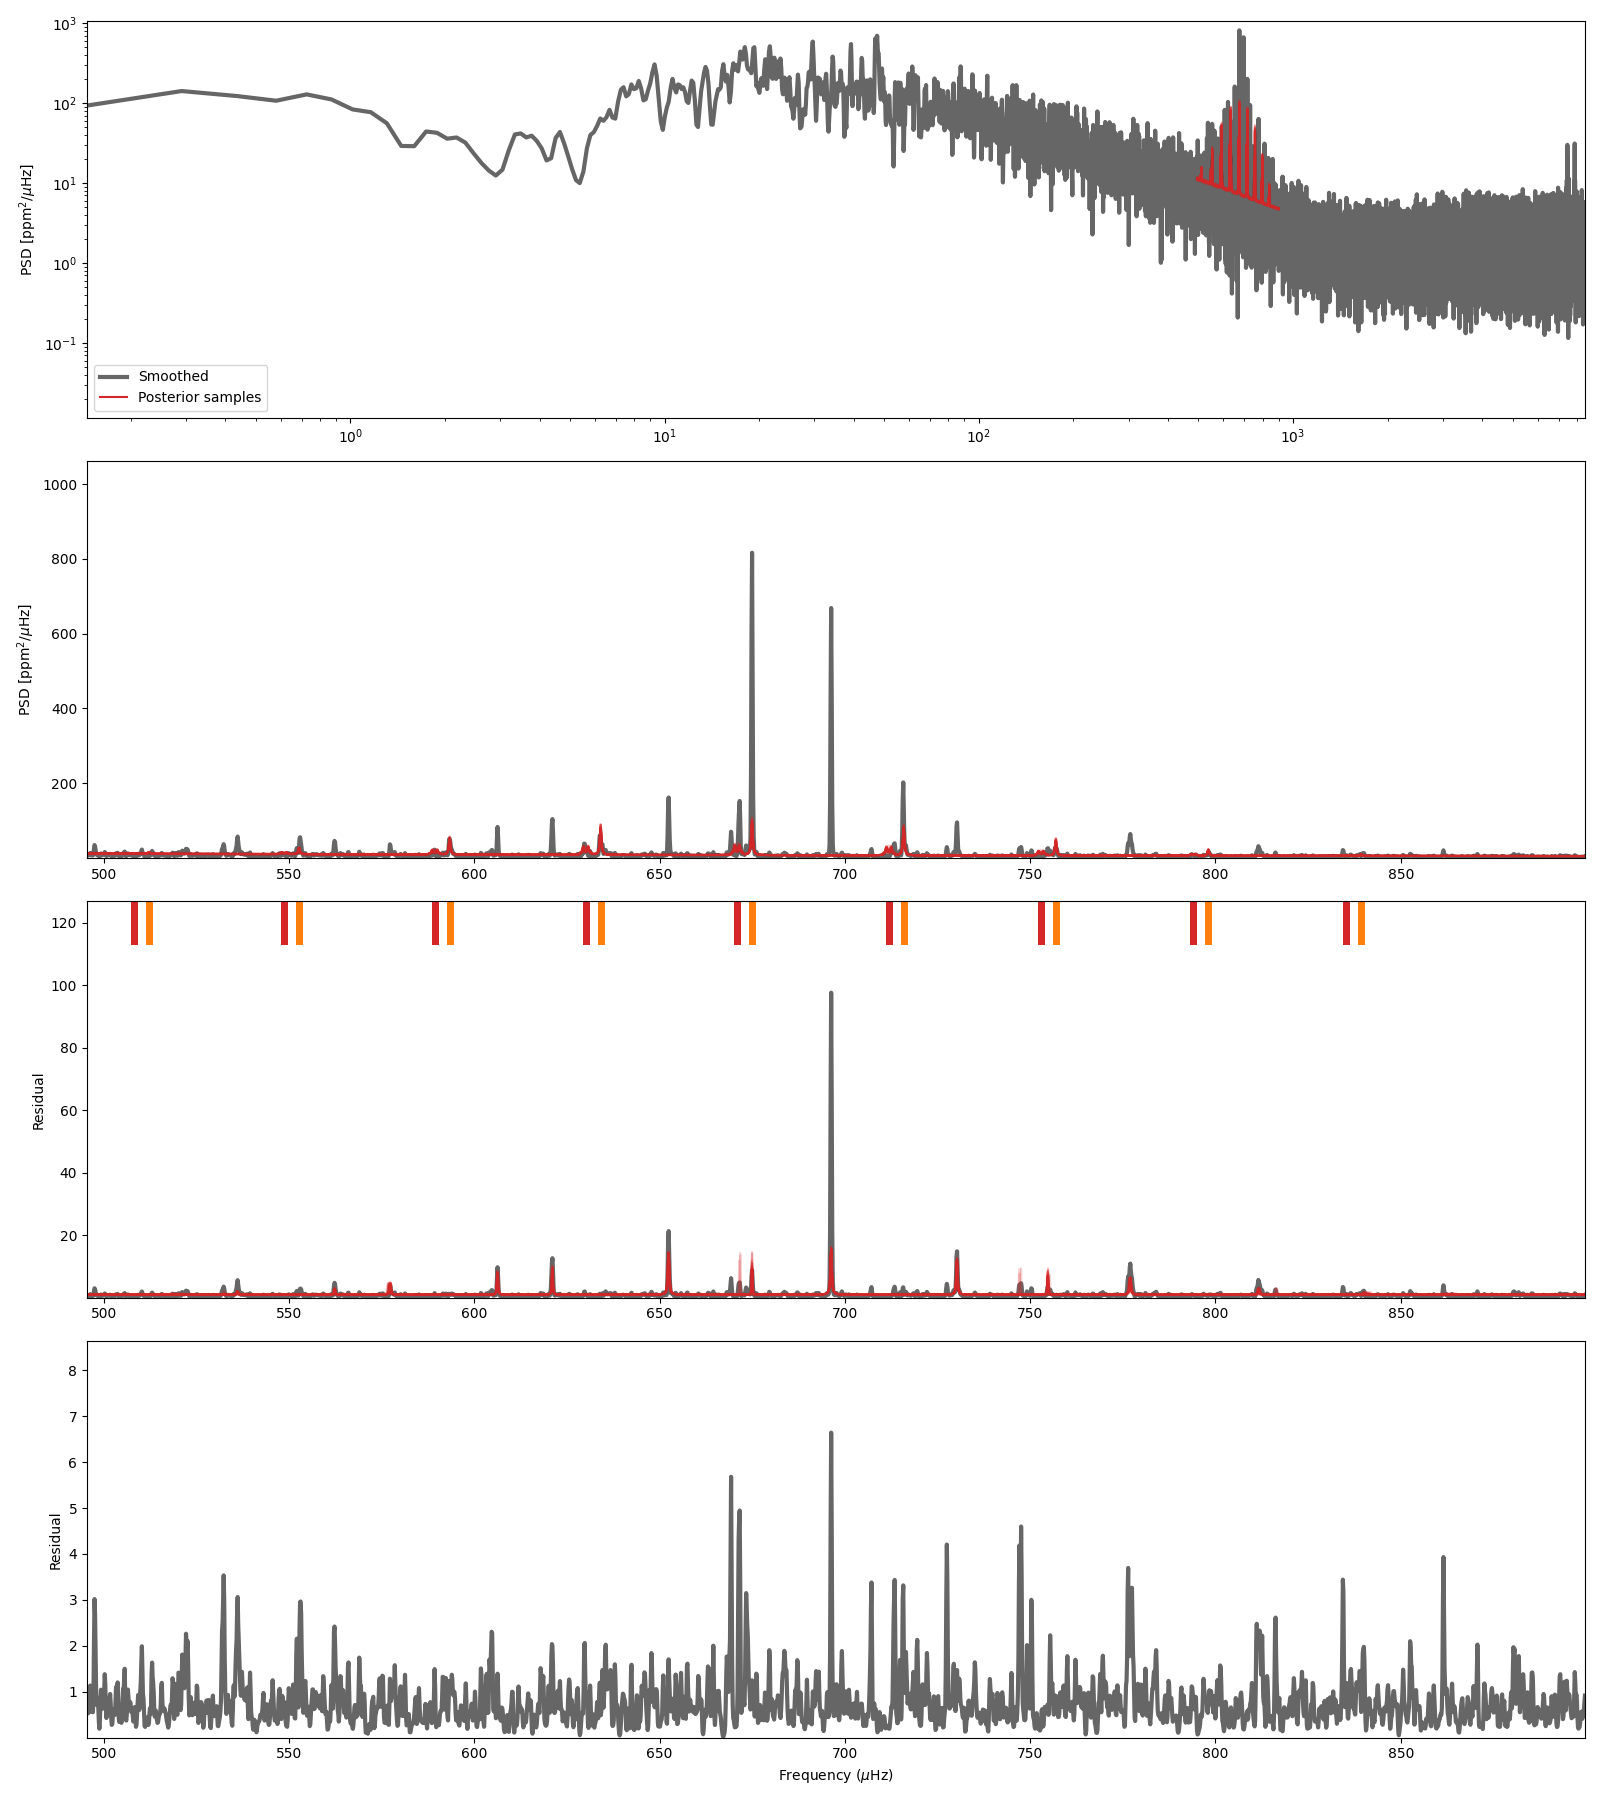 10³
10²
10¹
10⁰
10⁻¹
PSD [ppm²/μHz]
Smoothed
Posterior samples
10⁰ 10¹ 10² 10³
1000
800
600
400
200
PSD [ppm²/μHz]
500 550 600 650 700 750 800 850
120
100
80
60
40
20
Residual
500 550 600 650 700 750 800 850
8
7
6
5
4
3
2
1
Residual
500 550 600 650 700 750 800 850
Frequency (μHz)